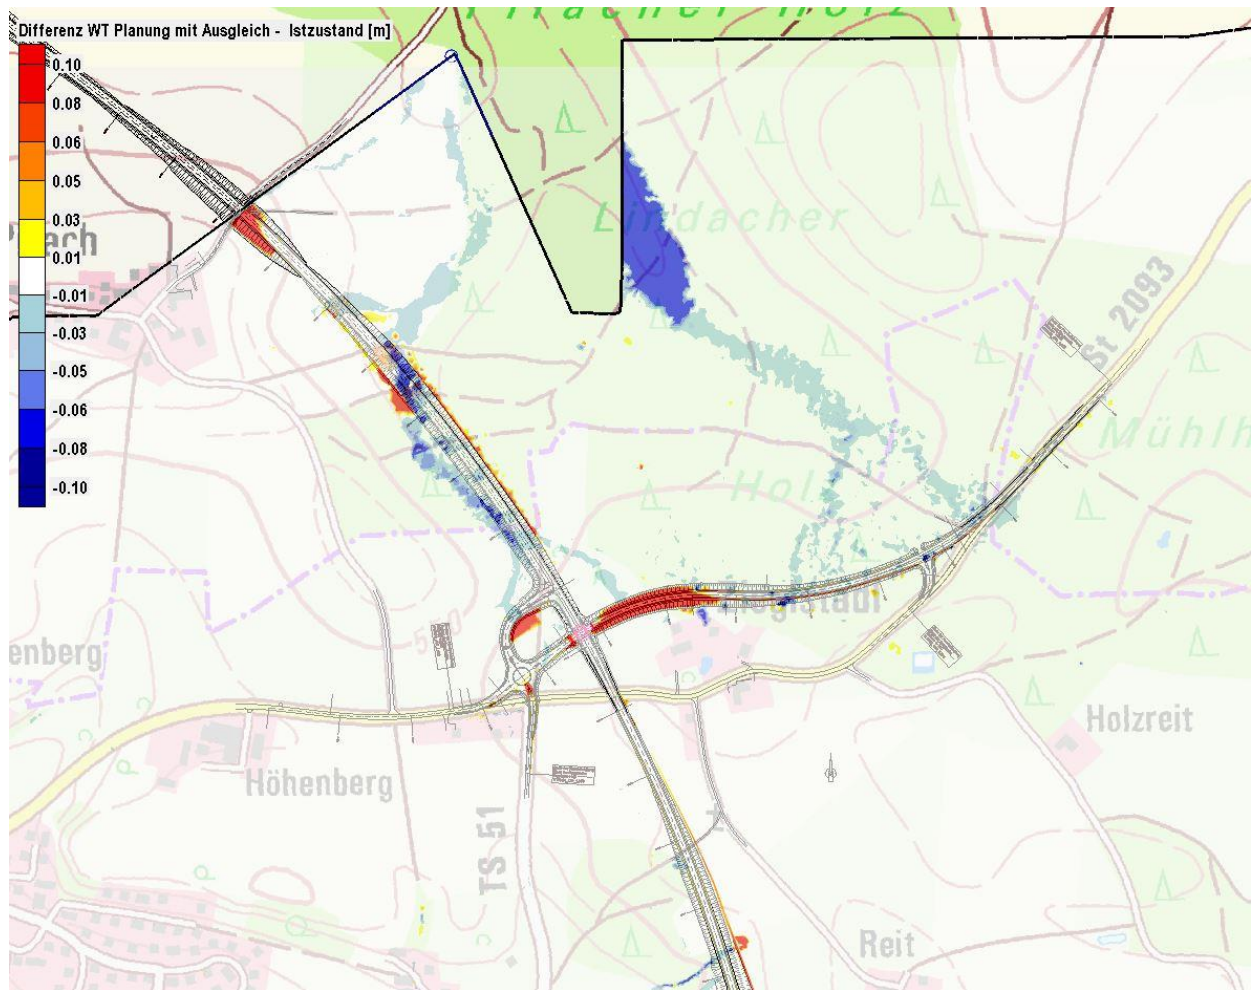 Differenz WT Planung mit Ausgleich - Istzustand [m]
0.10
0.08
0.06
0.05
0.03
0.01
-0.01
-0.03
-0.05
-0.06
-0.08
-0.10
Lindacher
St 2093
Mühlh
enberg
Höhenberg
TS 51
Holzreit
Reit